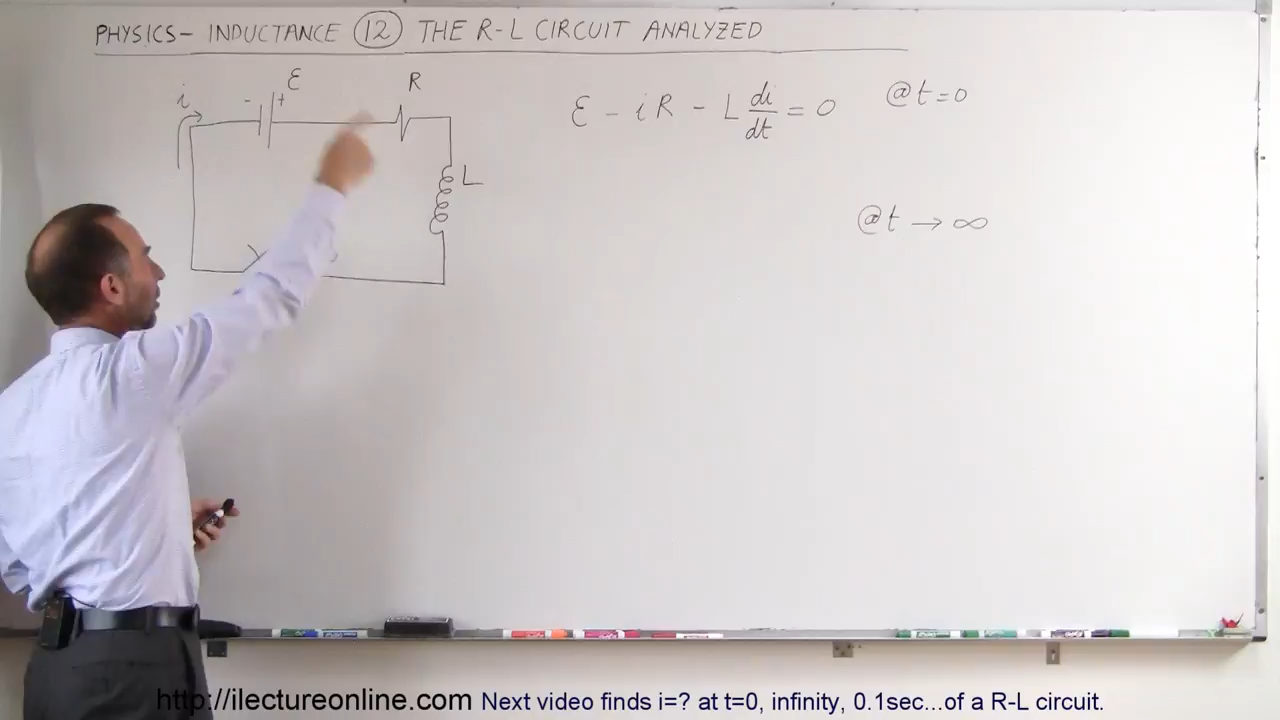 PHYSICS- INDUCTANCE 12 THE R-L CIRCUIT ANALYZED
i
- ℰ +
R
L
ℰ - iR - L di/dt = 0
@ t = 0
@ t → ∞
http://ilectureonline.com Next video finds i=? at t=0, infinity, 0.1sec...of a R-L circuit.